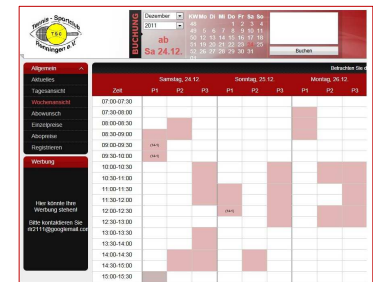 Tennis - Sportclub
TSC
Renningen e.V.
BUCHUNG
Dezember
2011
ab
Sa 24.12.
KW Mo Di Mi Do Fr Sa So
48 1 2 3 4
49 5 6 7 8 9 10 11
50 12 13 14 15 16 17 18
51 19 20 21 22 23 24 25
52 26 27 28 29 30 31
Buchen
Allgemein
Aktuelles
Tagesansicht
Wochenansicht
Abowunsch
Einzelpreise
Abopreise
Registrieren
Werbung
Hier könnte Ihre
Werbung stehen!
Bitte kontaktieren Sie
rtr2111@googlemail.com
Betrachten Sie d
Samstag, 24.12. Sonntag, 25.12. Montag, 26.12.
Zeit P1 P2 P3 P1 P2 P3 P1 P2 P3
07:00-07:30
07:30-08:00
08:00-08:30
08:30-09:00
09:00-09:30
09:30-10:00
10:00-10:30
10:30-11:00
11:00-11:30
11:30-12:00
12:00-12:30
12:30-13:00
13:00-13:30
13:30-14:00
14:00-14:30
14:30-15:00
15:00-15:30